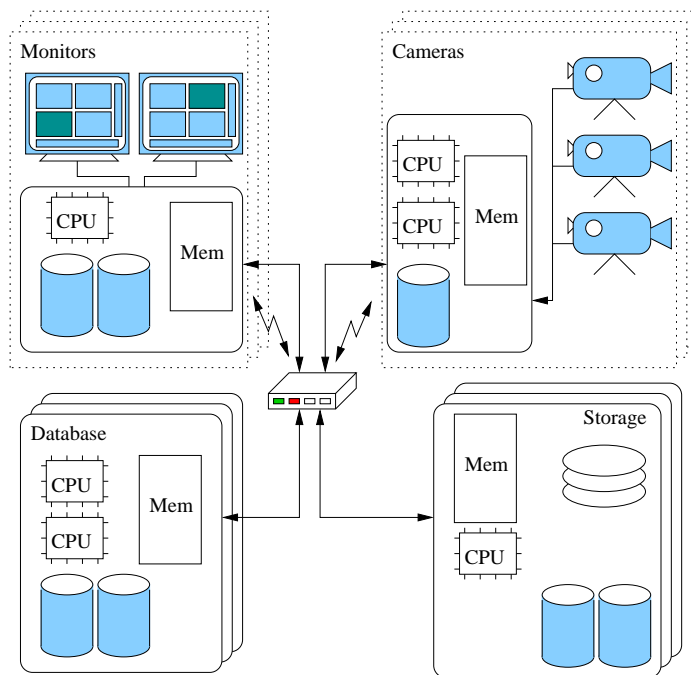 Monitors
CPU
Mem
Cameras
CPU
CPU
Mem
Database
CPU
CPU
Mem
Storage
Mem
CPU